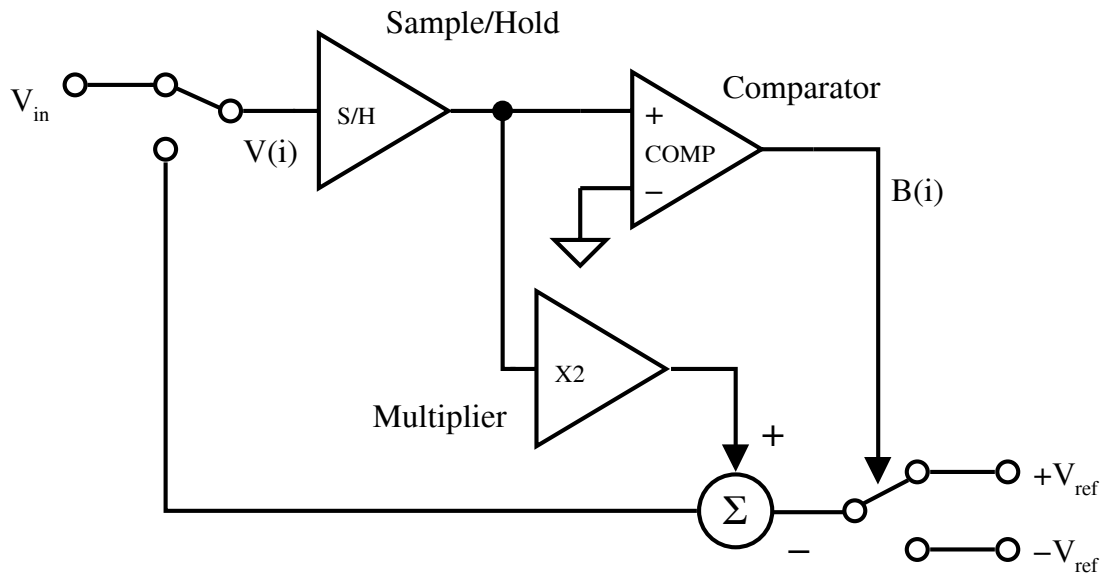 Sample/Hold
V_in
S/H
V(i)
Comparator
+
COMP
−
B(i)
X2
Multiplier
+
Σ
−
+V_ref
−V_ref